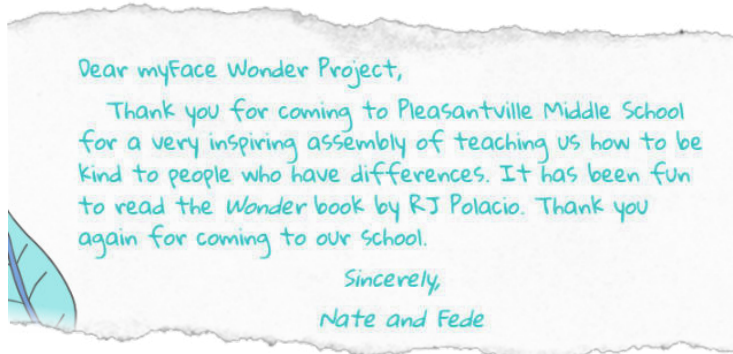 Dear myFace Wonder Project,
Thank you for coming to Pleasantville Middle School
for a very inspiring assembly of teaching us how to be
kind to people who have differences. It has been fun
to read the Wonder book by RJ Polacio. Thank you
again for coming to our school.
Sincerely,
Nate and Fede